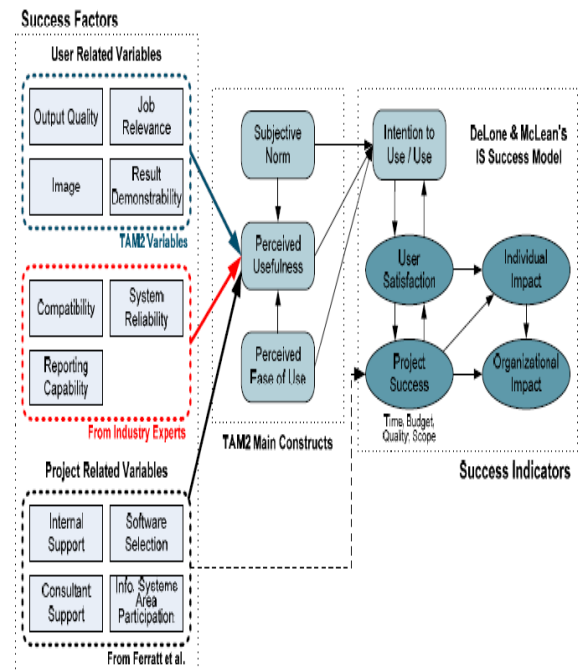 Success Factors
User Related Variables
Output Quality
Job
Relevance
Image
Result
Demonstrability
TAM2 Variables
Compatibility
System
Reliability
Reporting
Capability
From Industry Experts
Project Related Variables
Internal
Support
Software
Selection
Consultant
Support
Info. Systems
Area
Participation
From Ferratt et al.
Subjective
Norm
Perceived
Usefulness
Perceived
Ease of Use
TAM2 Main Constructs
Intention to
Use / Use
DeLone & McLean's
IS Success Model
User
Satisfaction
Individual
Impact
Project
Success
Organizational
Impact
Time, Budget,
Quality, Scope
Success Indicators